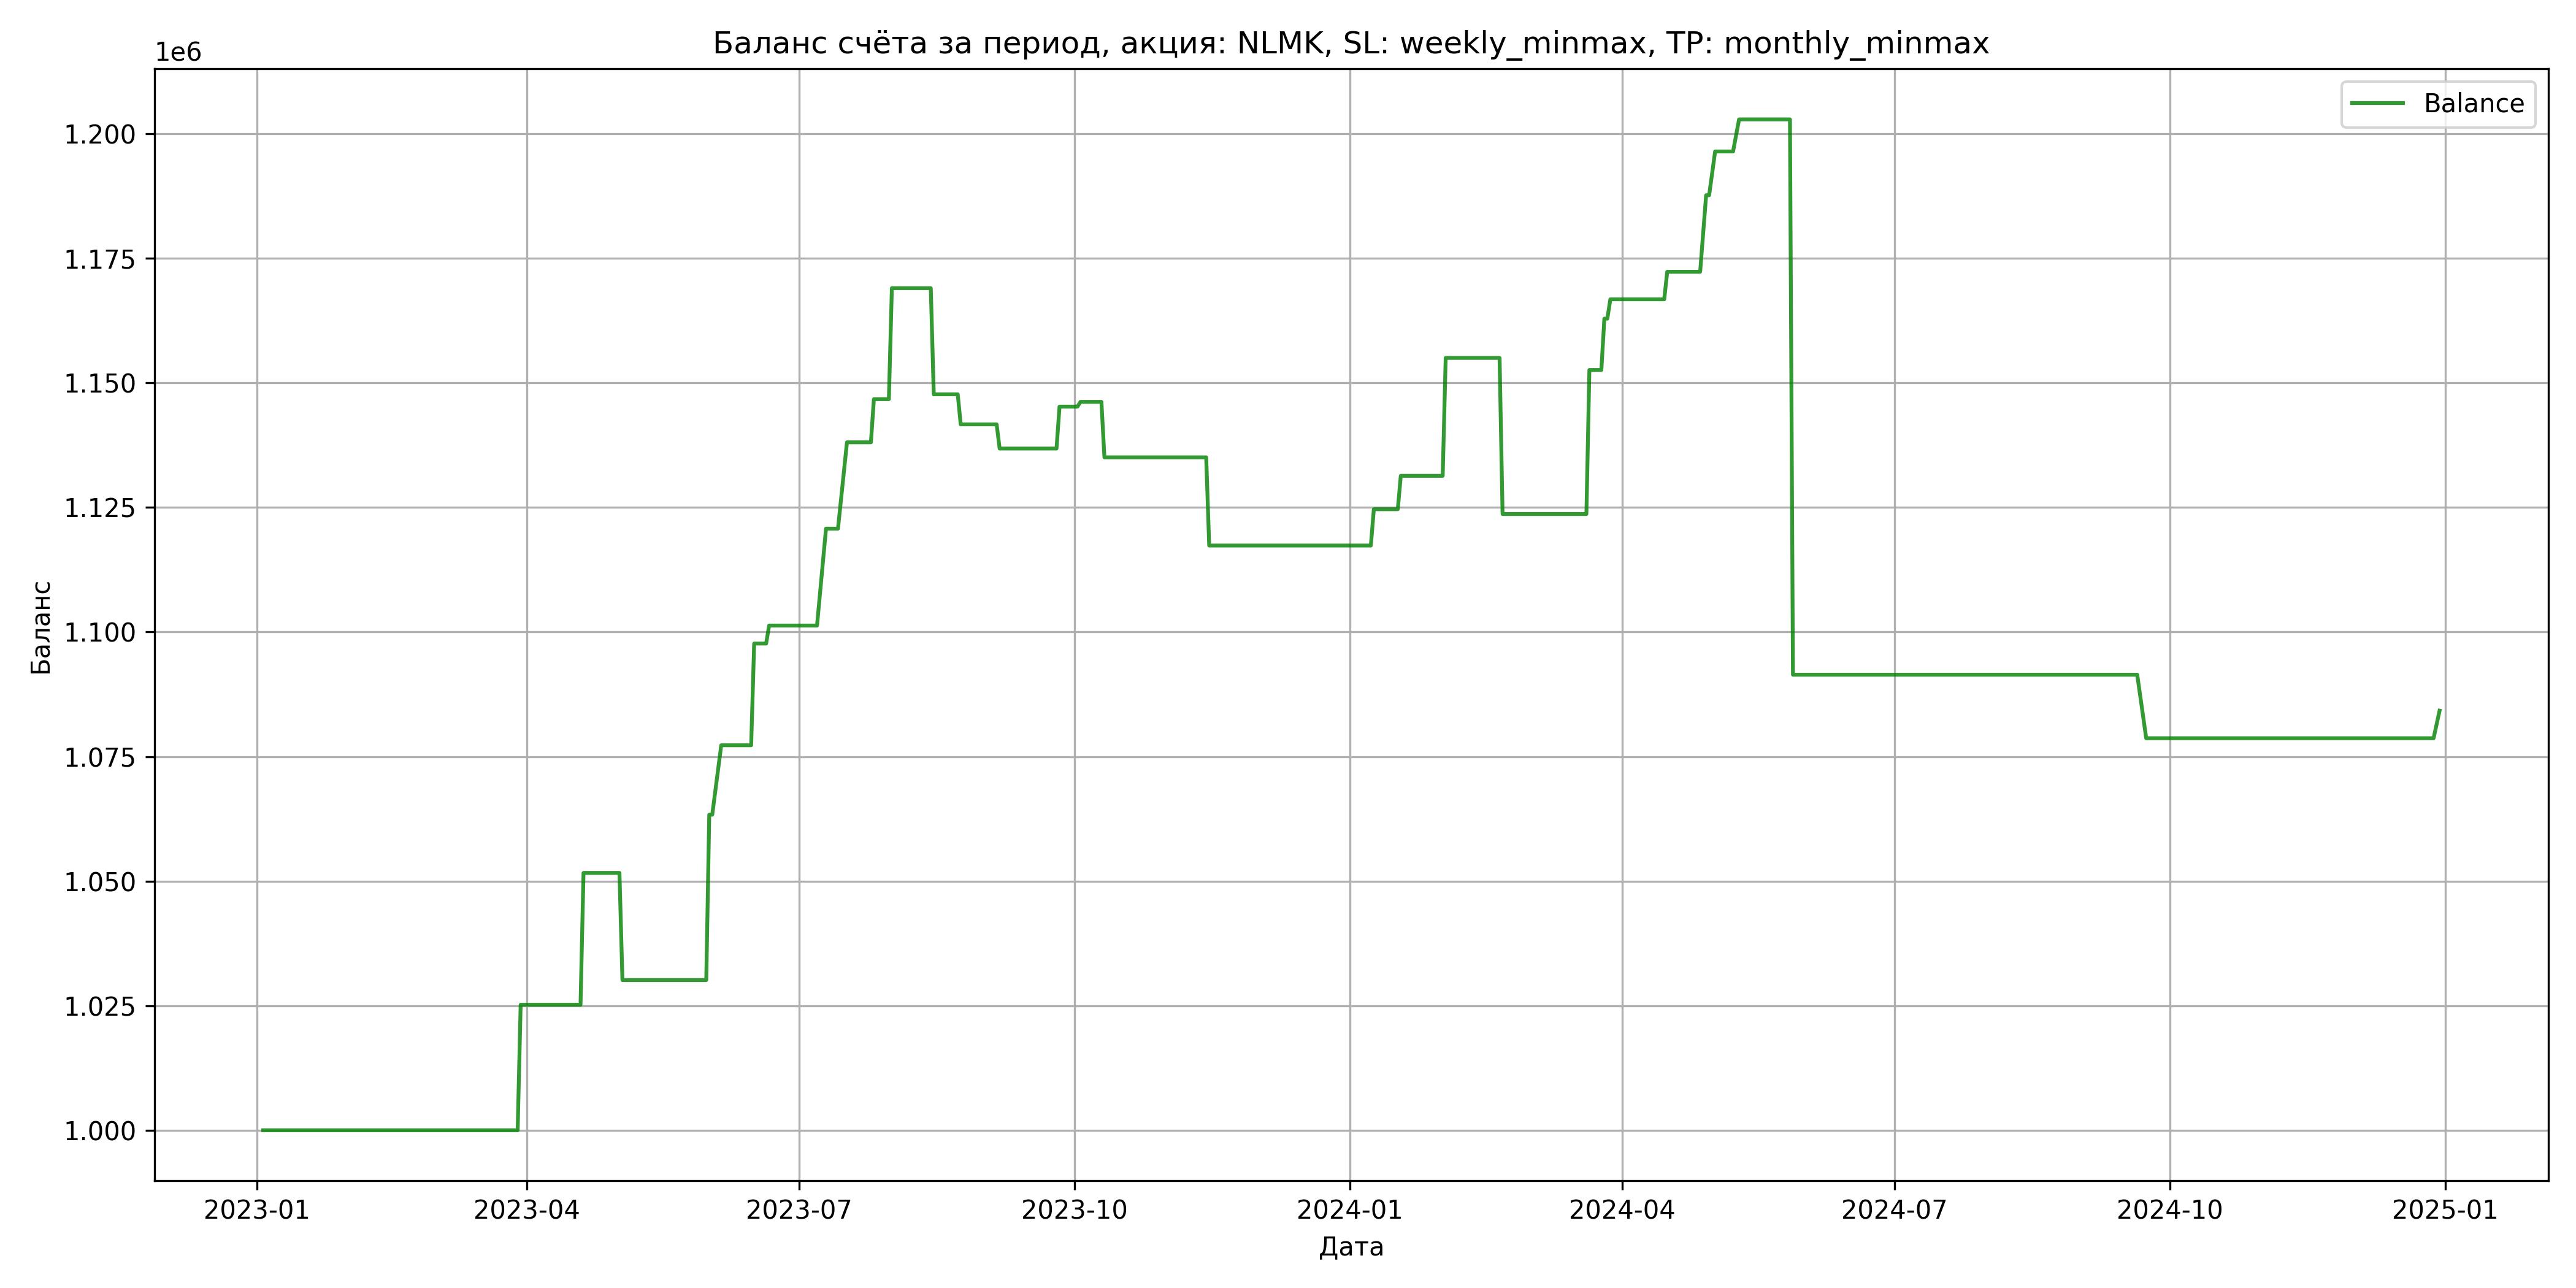 Баланс счёта за период, акция: NLMK, SL: weekly_minmax, TP: monthly_minmax
1e6
Balance
1.200
1.175
1.150
1.125
1.100
1.075
1.050
1.025
1.000
Баланс
2023-01 2023-04 2023-07 2023-10 2024-01 2024-04 2024-07 2024-10 2025-01
Дата